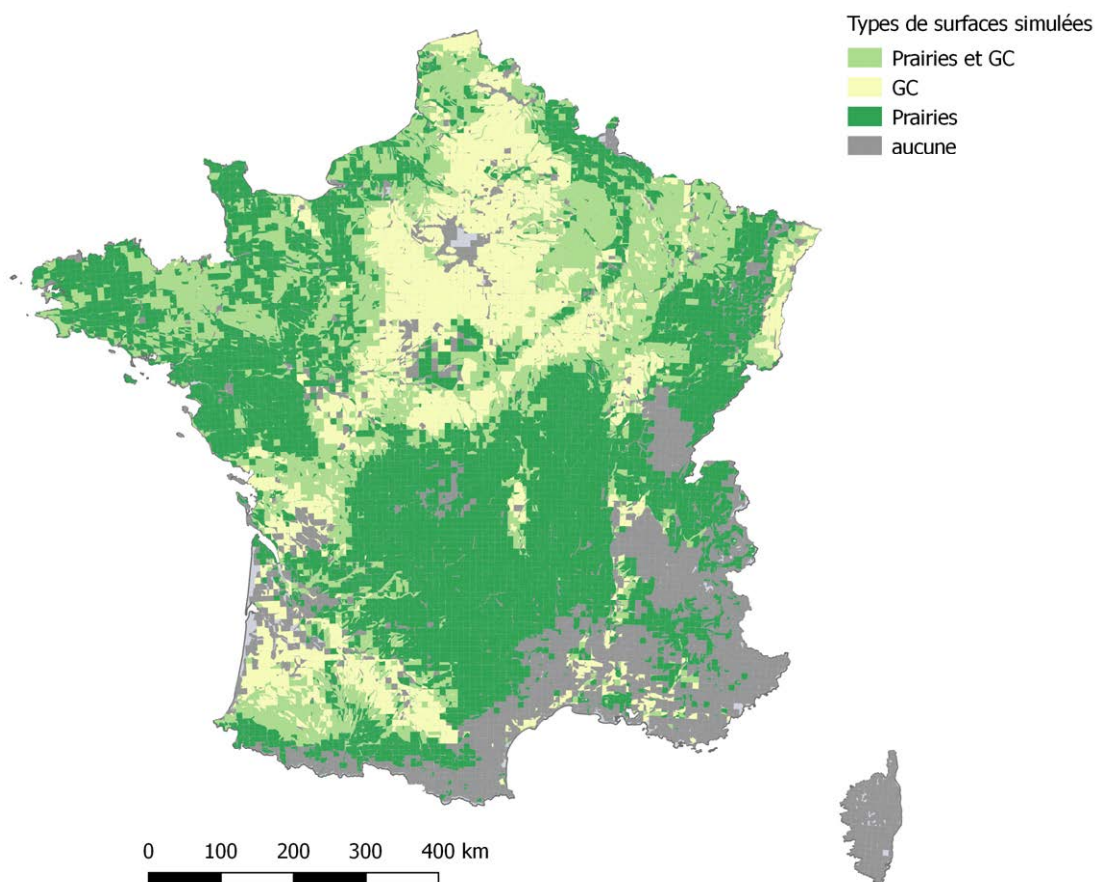 Types de surfaces simulées
Prairies et GC
GC
Prairies
aucune
0 100 200 300 400 km